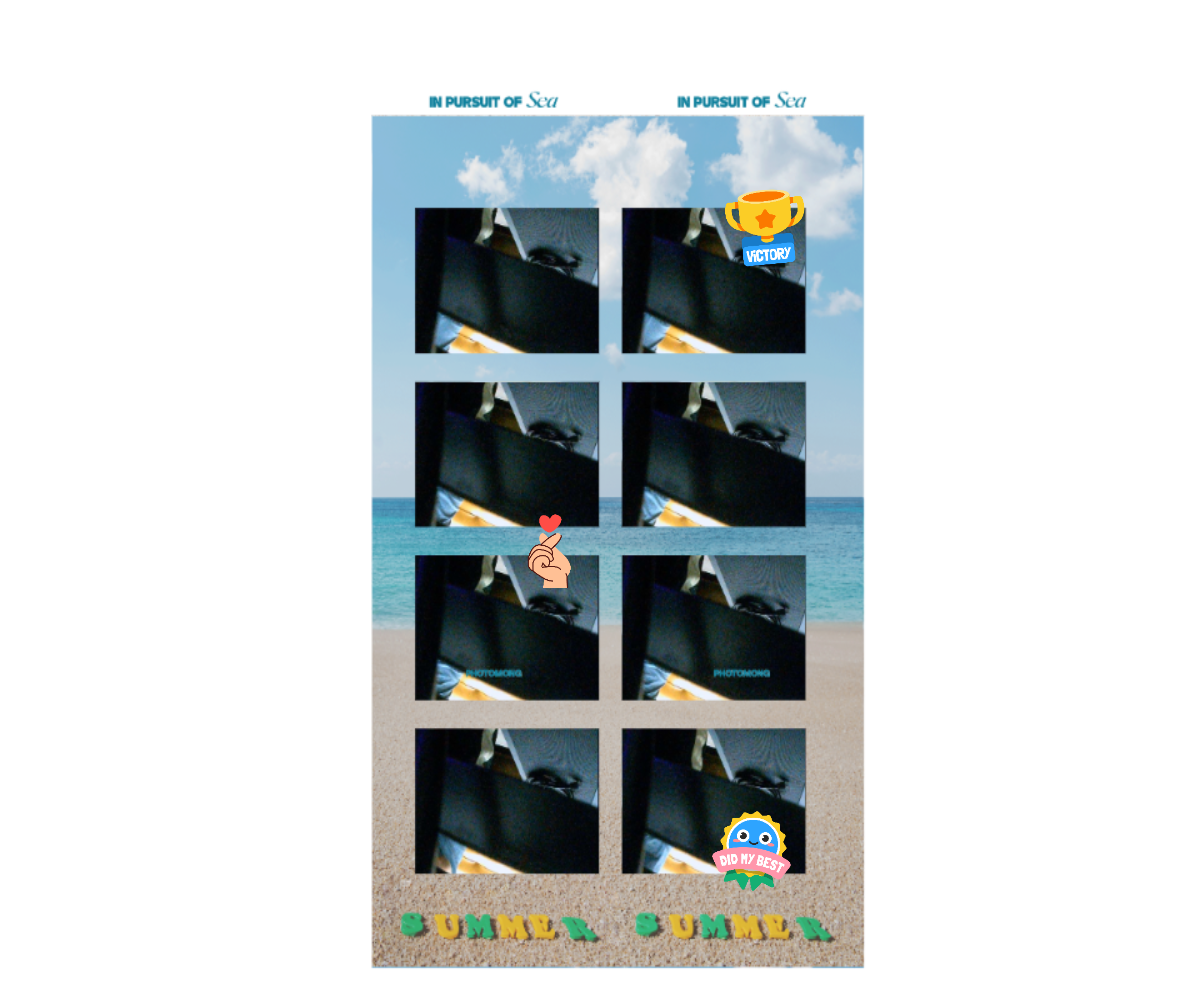 IN PURSUIT OF Sea IN PURSUIT OF Sea
VICTORY
PHOTOMONG PHOTOMONG
DID MY BEST
SUMMER SUMMER